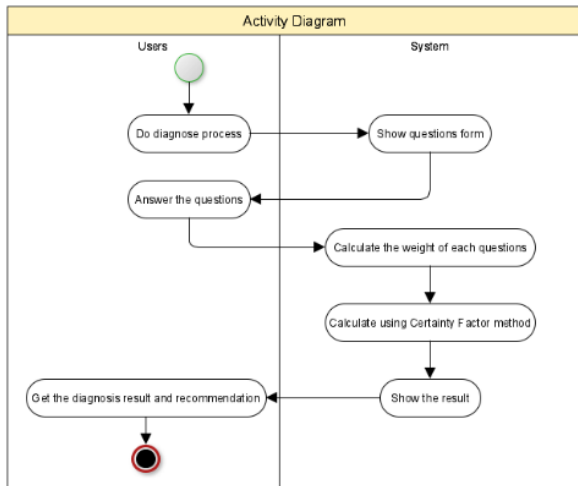 Activity Diagram
Users
System
Do diagnose process
Show questions form
Answer the questions
Calculate the weight of each questions
Calculate using Certainty Factor method
Show the result
Get the diagnosis result and recommendation